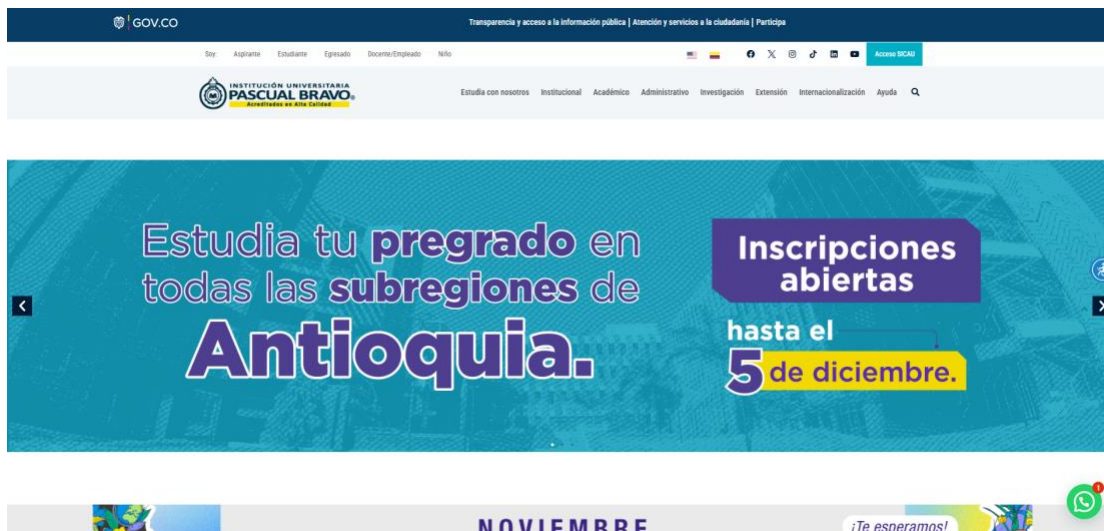 GOV.CO
Transparencia y acceso a la información pública | Atención y servicios a la ciudadanía | Participa
Soy: Aspirante Estudiante Egresado Docente/Empleado Niño
Acceso SICAU
INSTITUCIÓN UNIVERSITARIA
PASCUAL BRAVO®
Acreditados en Alta Calidad
Estudia con nosotros Institucional Académico Administrativo Investigación Extensión Internacionalización Ayuda
Estudia tu pregrado en
todas las subregiones de
Antioquia.
Inscripciones
abiertas
hasta el
5 de diciembre.
1
NOVIEMBRE
¡Te esperamos!